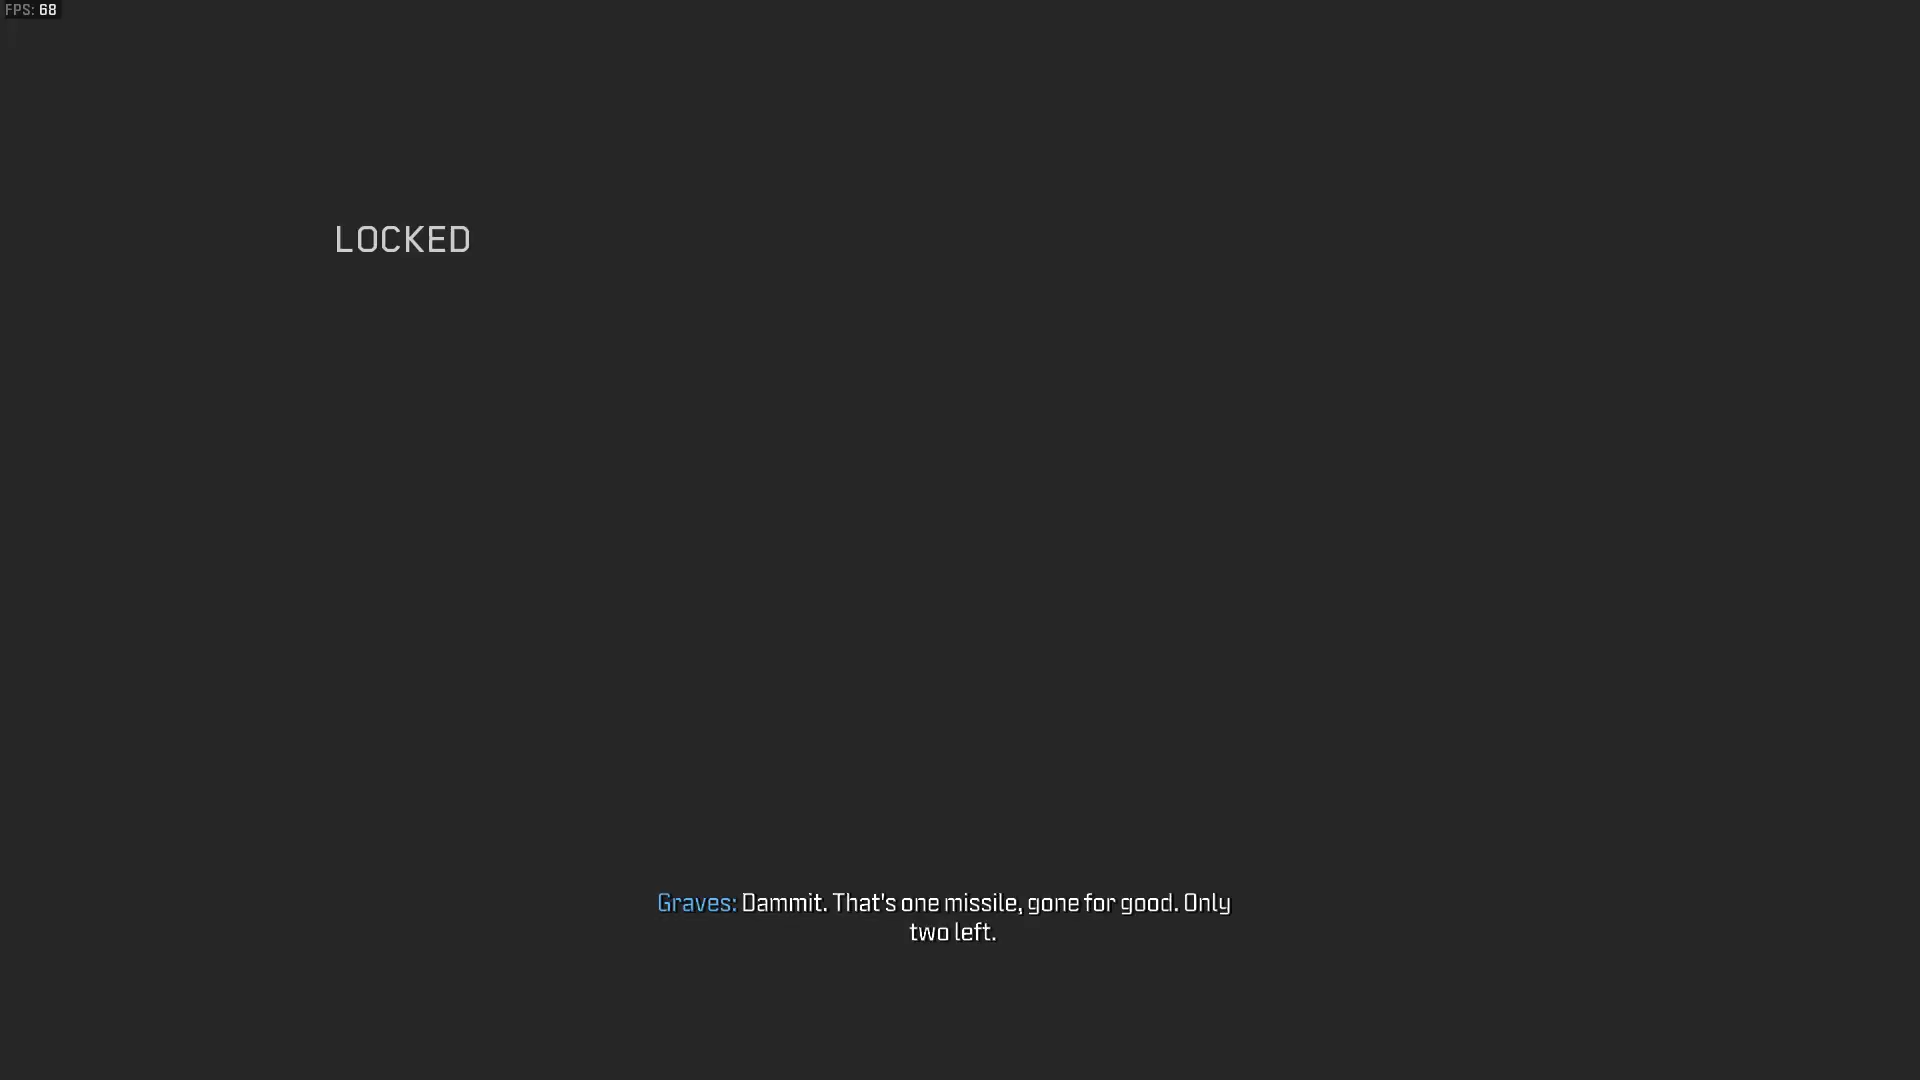 FPS: 68
LOCKED
Graves: Dammit. That's one missile, gone for good. Only
two left.